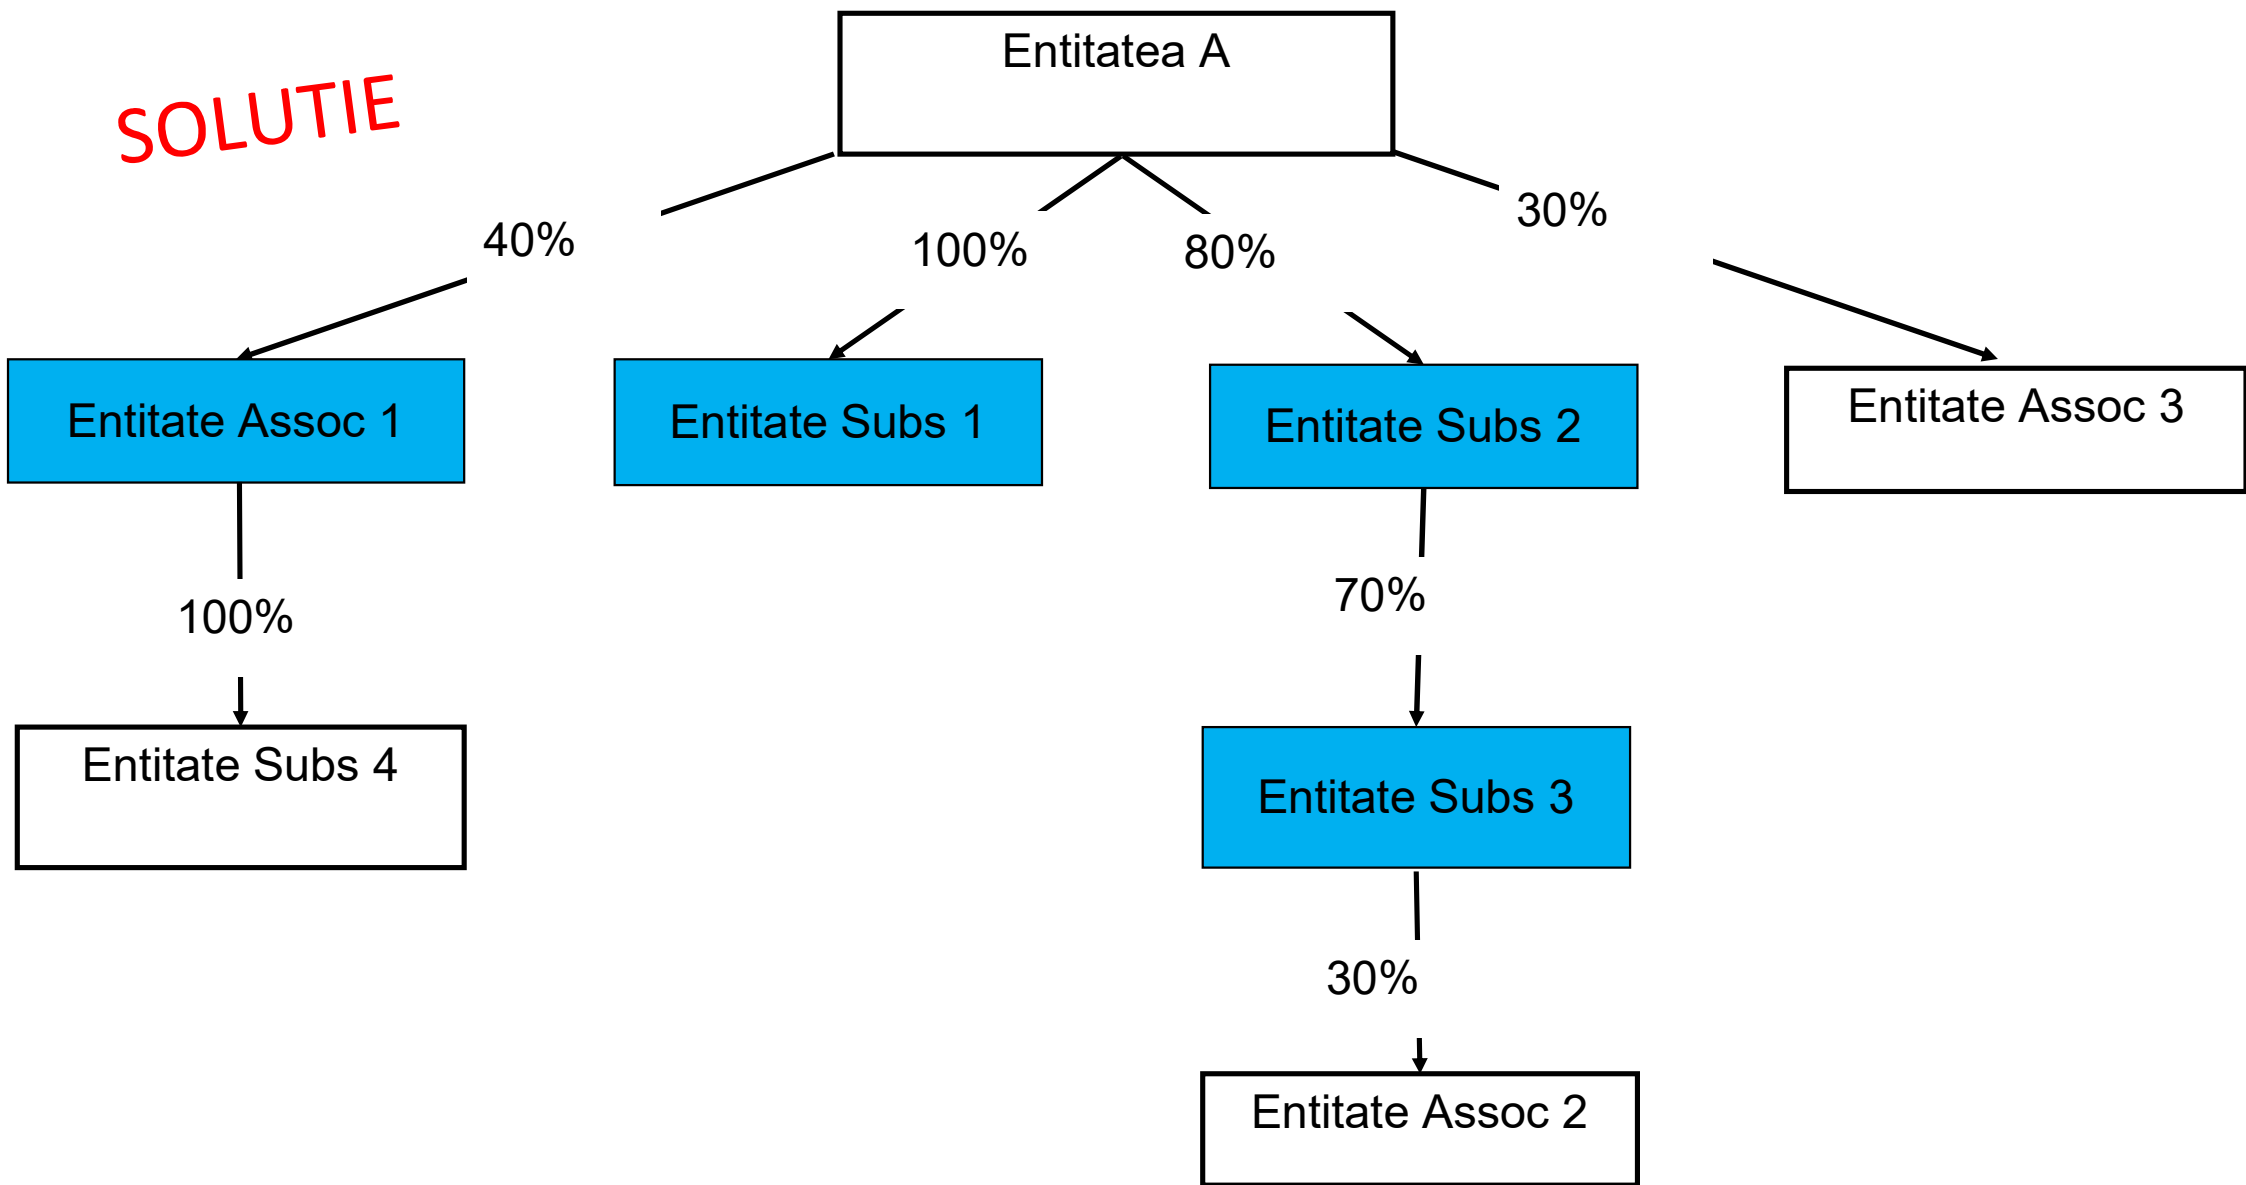 Entitatea A
SOLUTIE
40%
100%
80%
30%
Entitate Assoc 1
Entitate Subs 1
Entitate Subs 2
Entitate Assoc 3
100%
70%
Entitate Subs 4
Entitate Subs 3
30%
Entitate Assoc 2